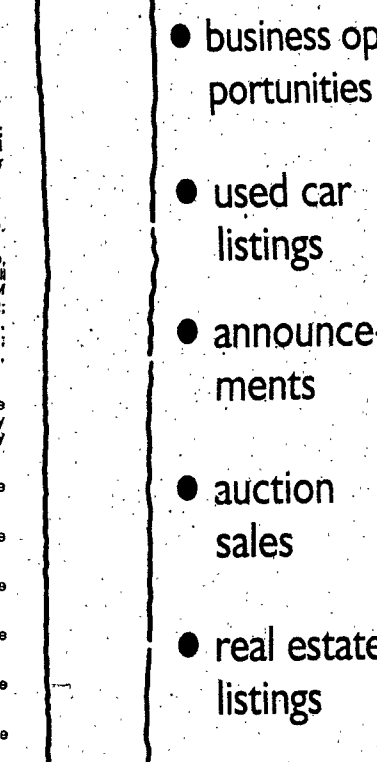 ● business op
portunities
● used car
listings
● announce-
ments
● auction
sales
● real estate
listings